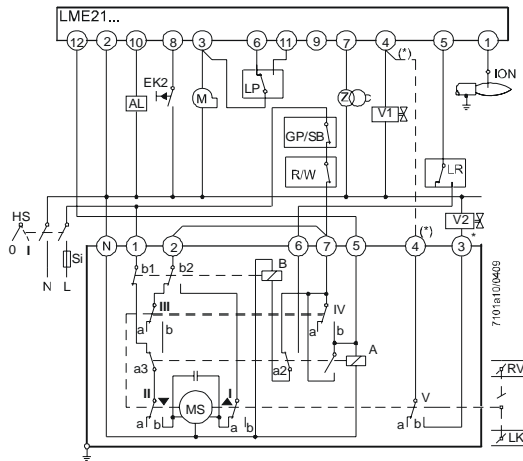 LME21...
12 2 10 8 3 6 11 9 7 4 (*) 5 1
ION
EK2
AL
M
LP
Z
V1
GP/SB
R/W
LR
HS
0 I
Si
N L
V2
*
N 1 2 6 7 5 4 (*) 3
b1 b2 B
III IV
a b a b
A
a3 a2
II I V
MS
a b a b a b
RV
LK
7101a10/0409